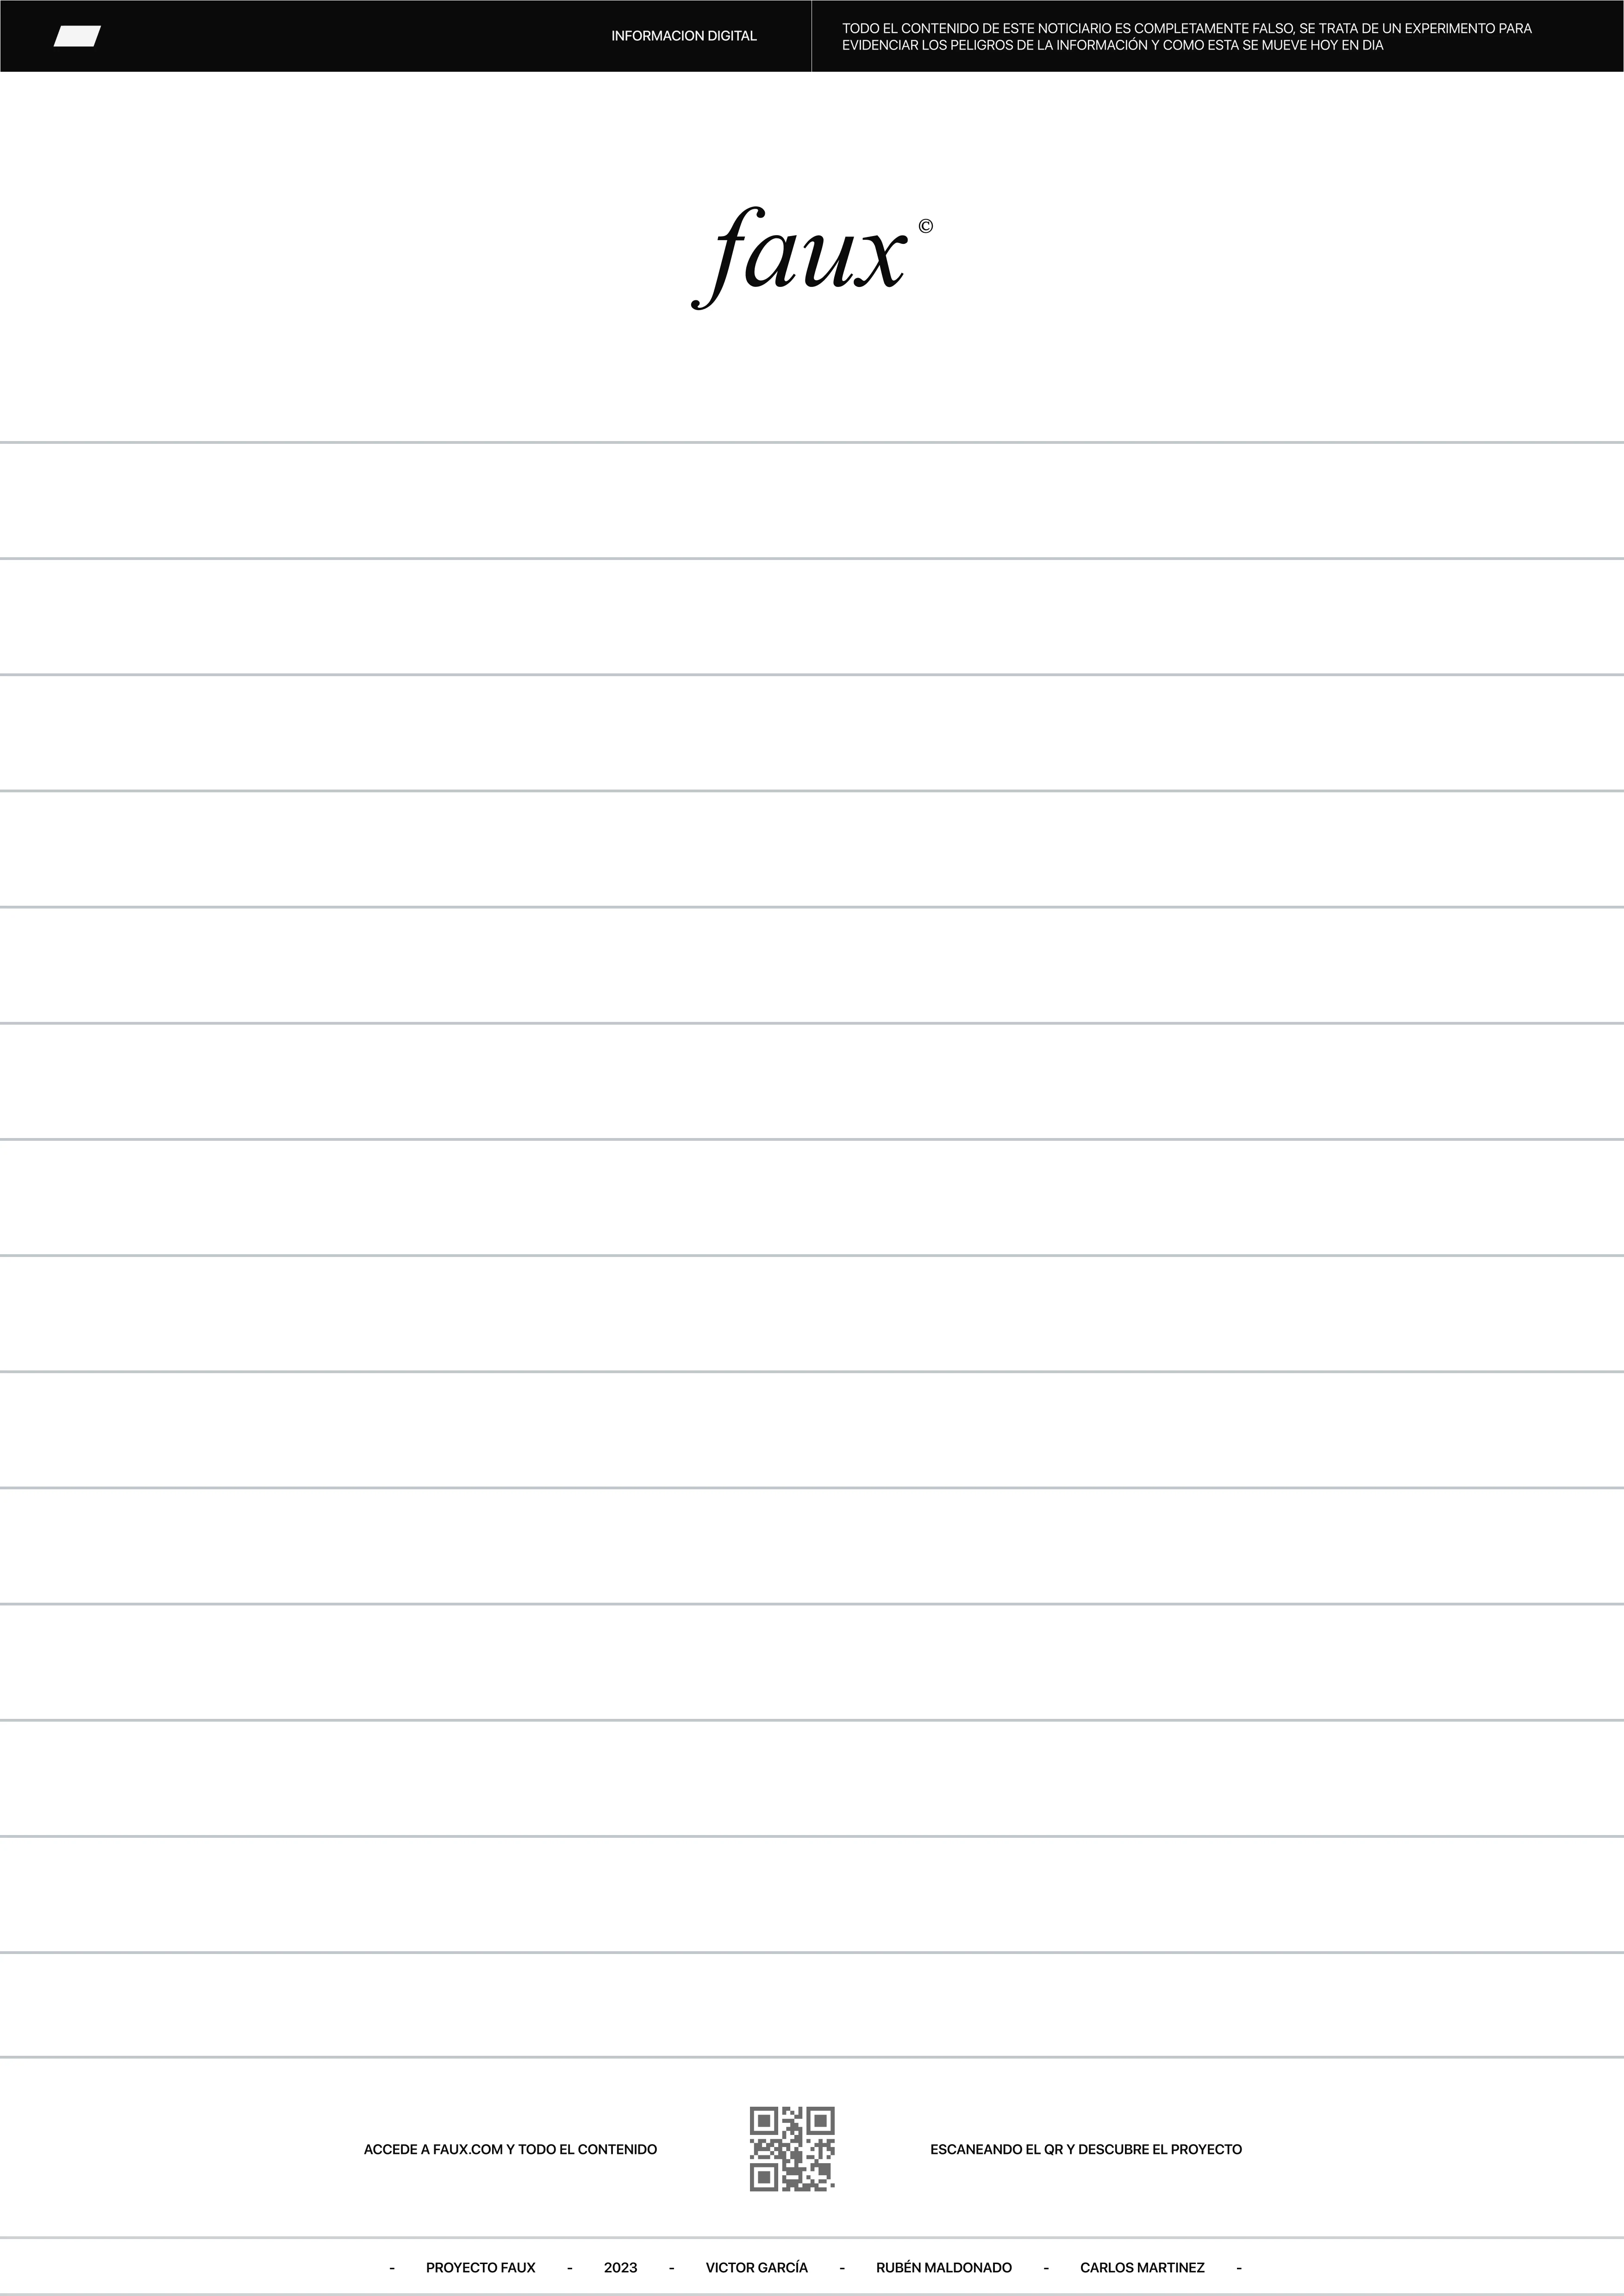 INFORMACION DIGITAL
TODO EL CONTENIDO DE ESTE NOTICIARIO ES COMPLETAMENTE FALSO, SE TRATA DE UN EXPERIMENTO PARA
EVIDENCIAR LOS PELIGROS DE LA INFORMACIÓN Y COMO ESTA SE MUEVE HOY EN DIA
faux ©
ACCEDE A FAUX.COM Y TODO EL CONTENIDO
ESCANEANDO EL QR Y DESCUBRE EL PROYECTO
- PROYECTO FAUX - 2023 - VICTOR GARCÍA - RUBÉN MALDONADO - CARLOS MARTINEZ -